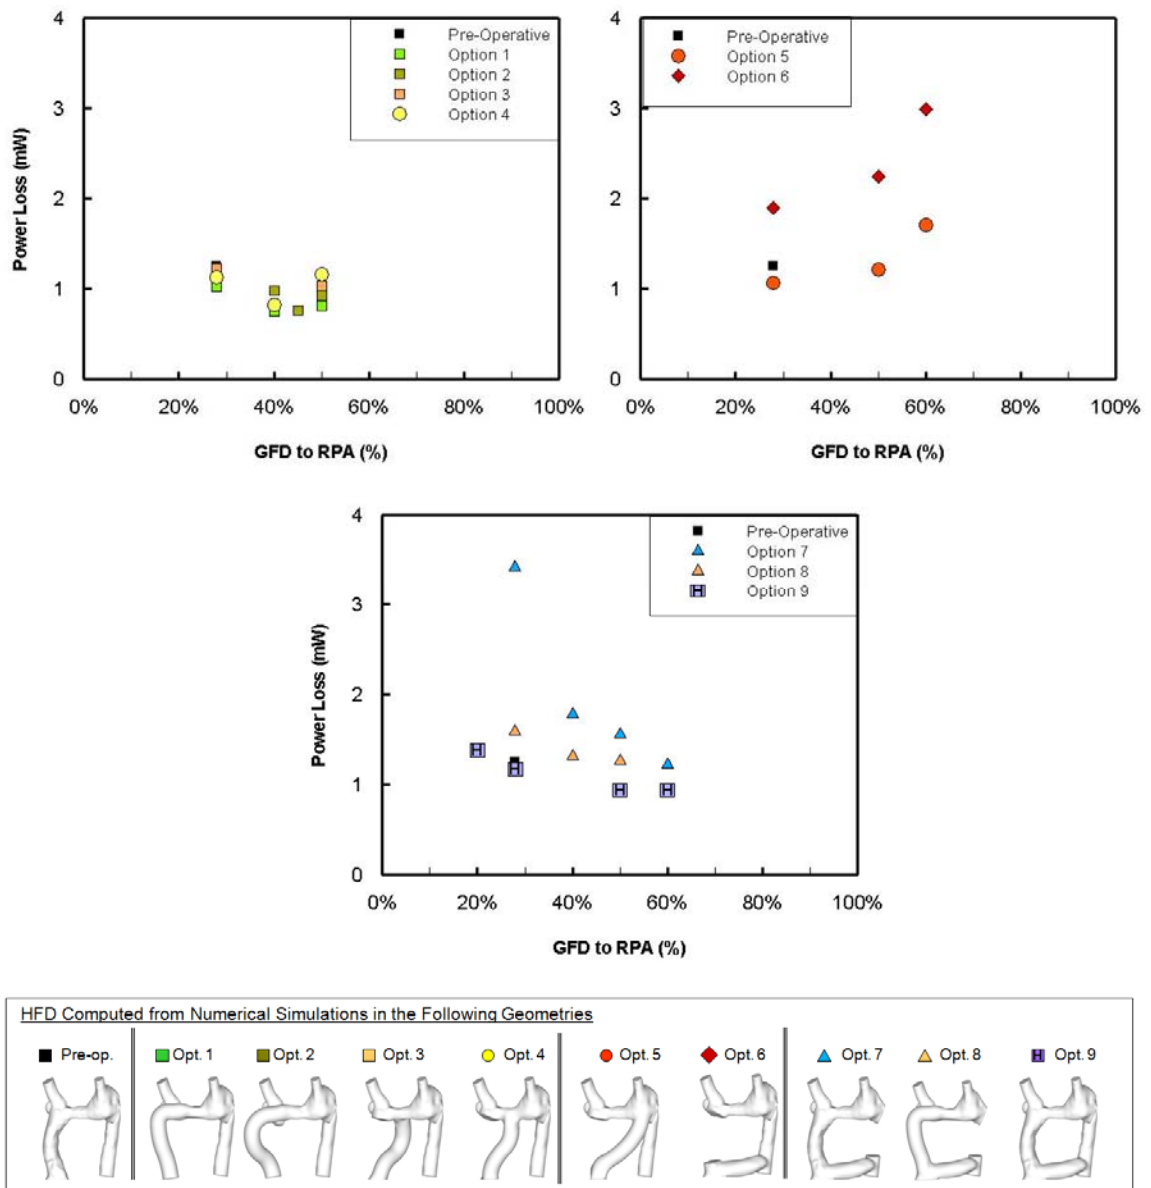 4
3
2
1
0
Power Loss (mW)
Pre-Operative
Option 1
Option 2
Option 3
Option 4
0% 20% 40% 60% 80% 100%
GFD to RPA (%)
4
3
2
1
0
Power Loss (mW)
Pre-Operative
Option 5
Option 6
0% 20% 40% 60% 80% 100%
GFD to RPA (%)
4
3
2
1
0
Power Loss (mW)
Pre-Operative
Option 7
Option 8
Option 9
0% 20% 40% 60% 80% 100%
GFD to RPA (%)
HFD Computed from Numerical Simulations in the Following Geometries
Pre-op. Opt. 1 Opt. 2 Opt. 3 Opt. 4 Opt. 5 Opt. 6 Opt. 7 Opt. 8 Opt. 9